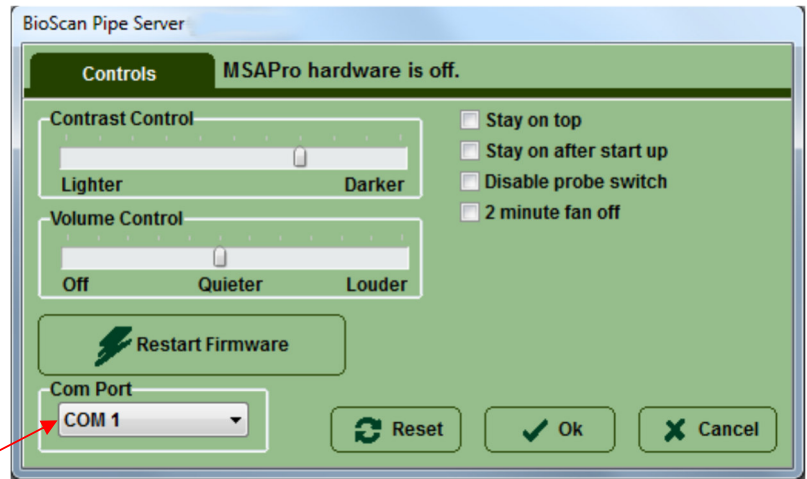 BioScan Pipe Server
Controls
MSAPro hardware is off.
Contrast Control
Lighter Darker
Volume Control
Off Quieter Louder
Stay on top
Stay on after start up
Disable probe switch
2 minute fan off
Restart Firmware
Com Port
COM 1
Reset
Ok
Cancel